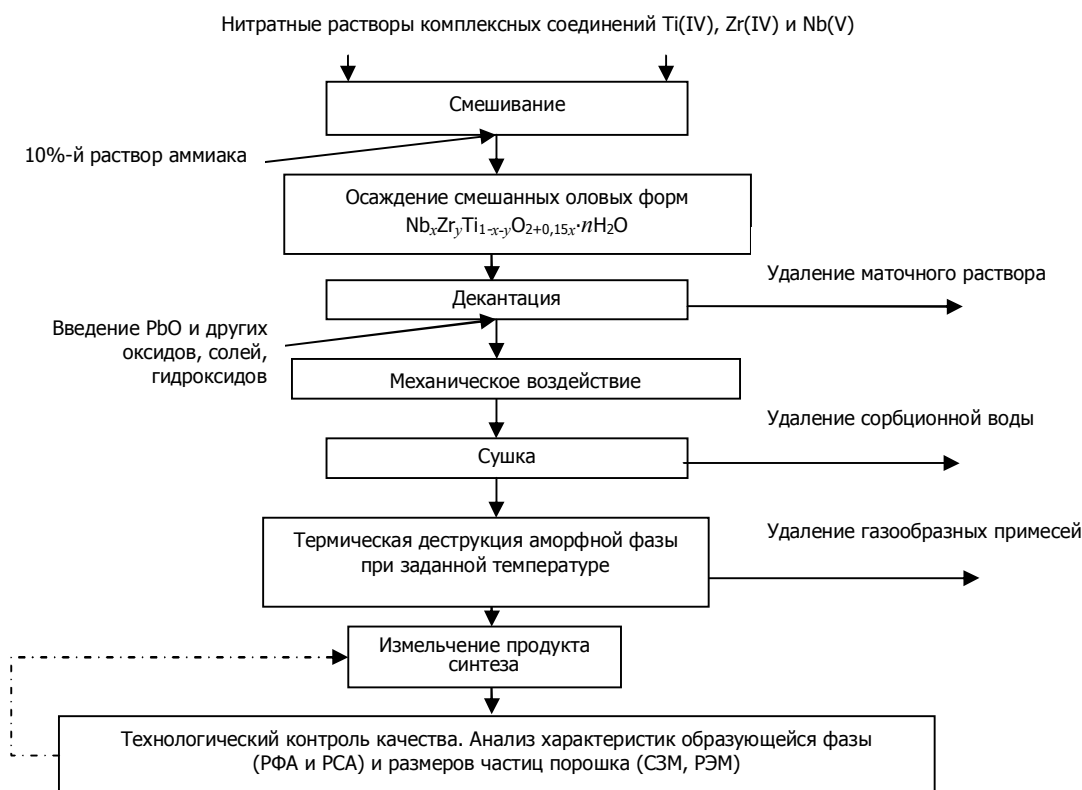 Нитратные растворы комплексных соединений Ti(IV), Zr(IV) и Nb(V)
Смешивание
10%-й раствор аммиака
Осаждение смешанных оловых форм
NbxZryTi1-x-yO2+0,15x·nH2O
Удаление маточного раствора
Декантация
Введение PbO и других
оксидов, солей,
гидроксидов
Механическое воздействие
Удаление сорбционной воды
Сушка
Удаление газообразных примесей
Термическая деструкция аморфной фазы
при заданной температуре
Измельчение продукта
синтеза
Технологический контроль качества. Анализ характеристик образующейся фазы
(РФА и РСА) и размеров частиц порошка (СЗМ, РЭМ)